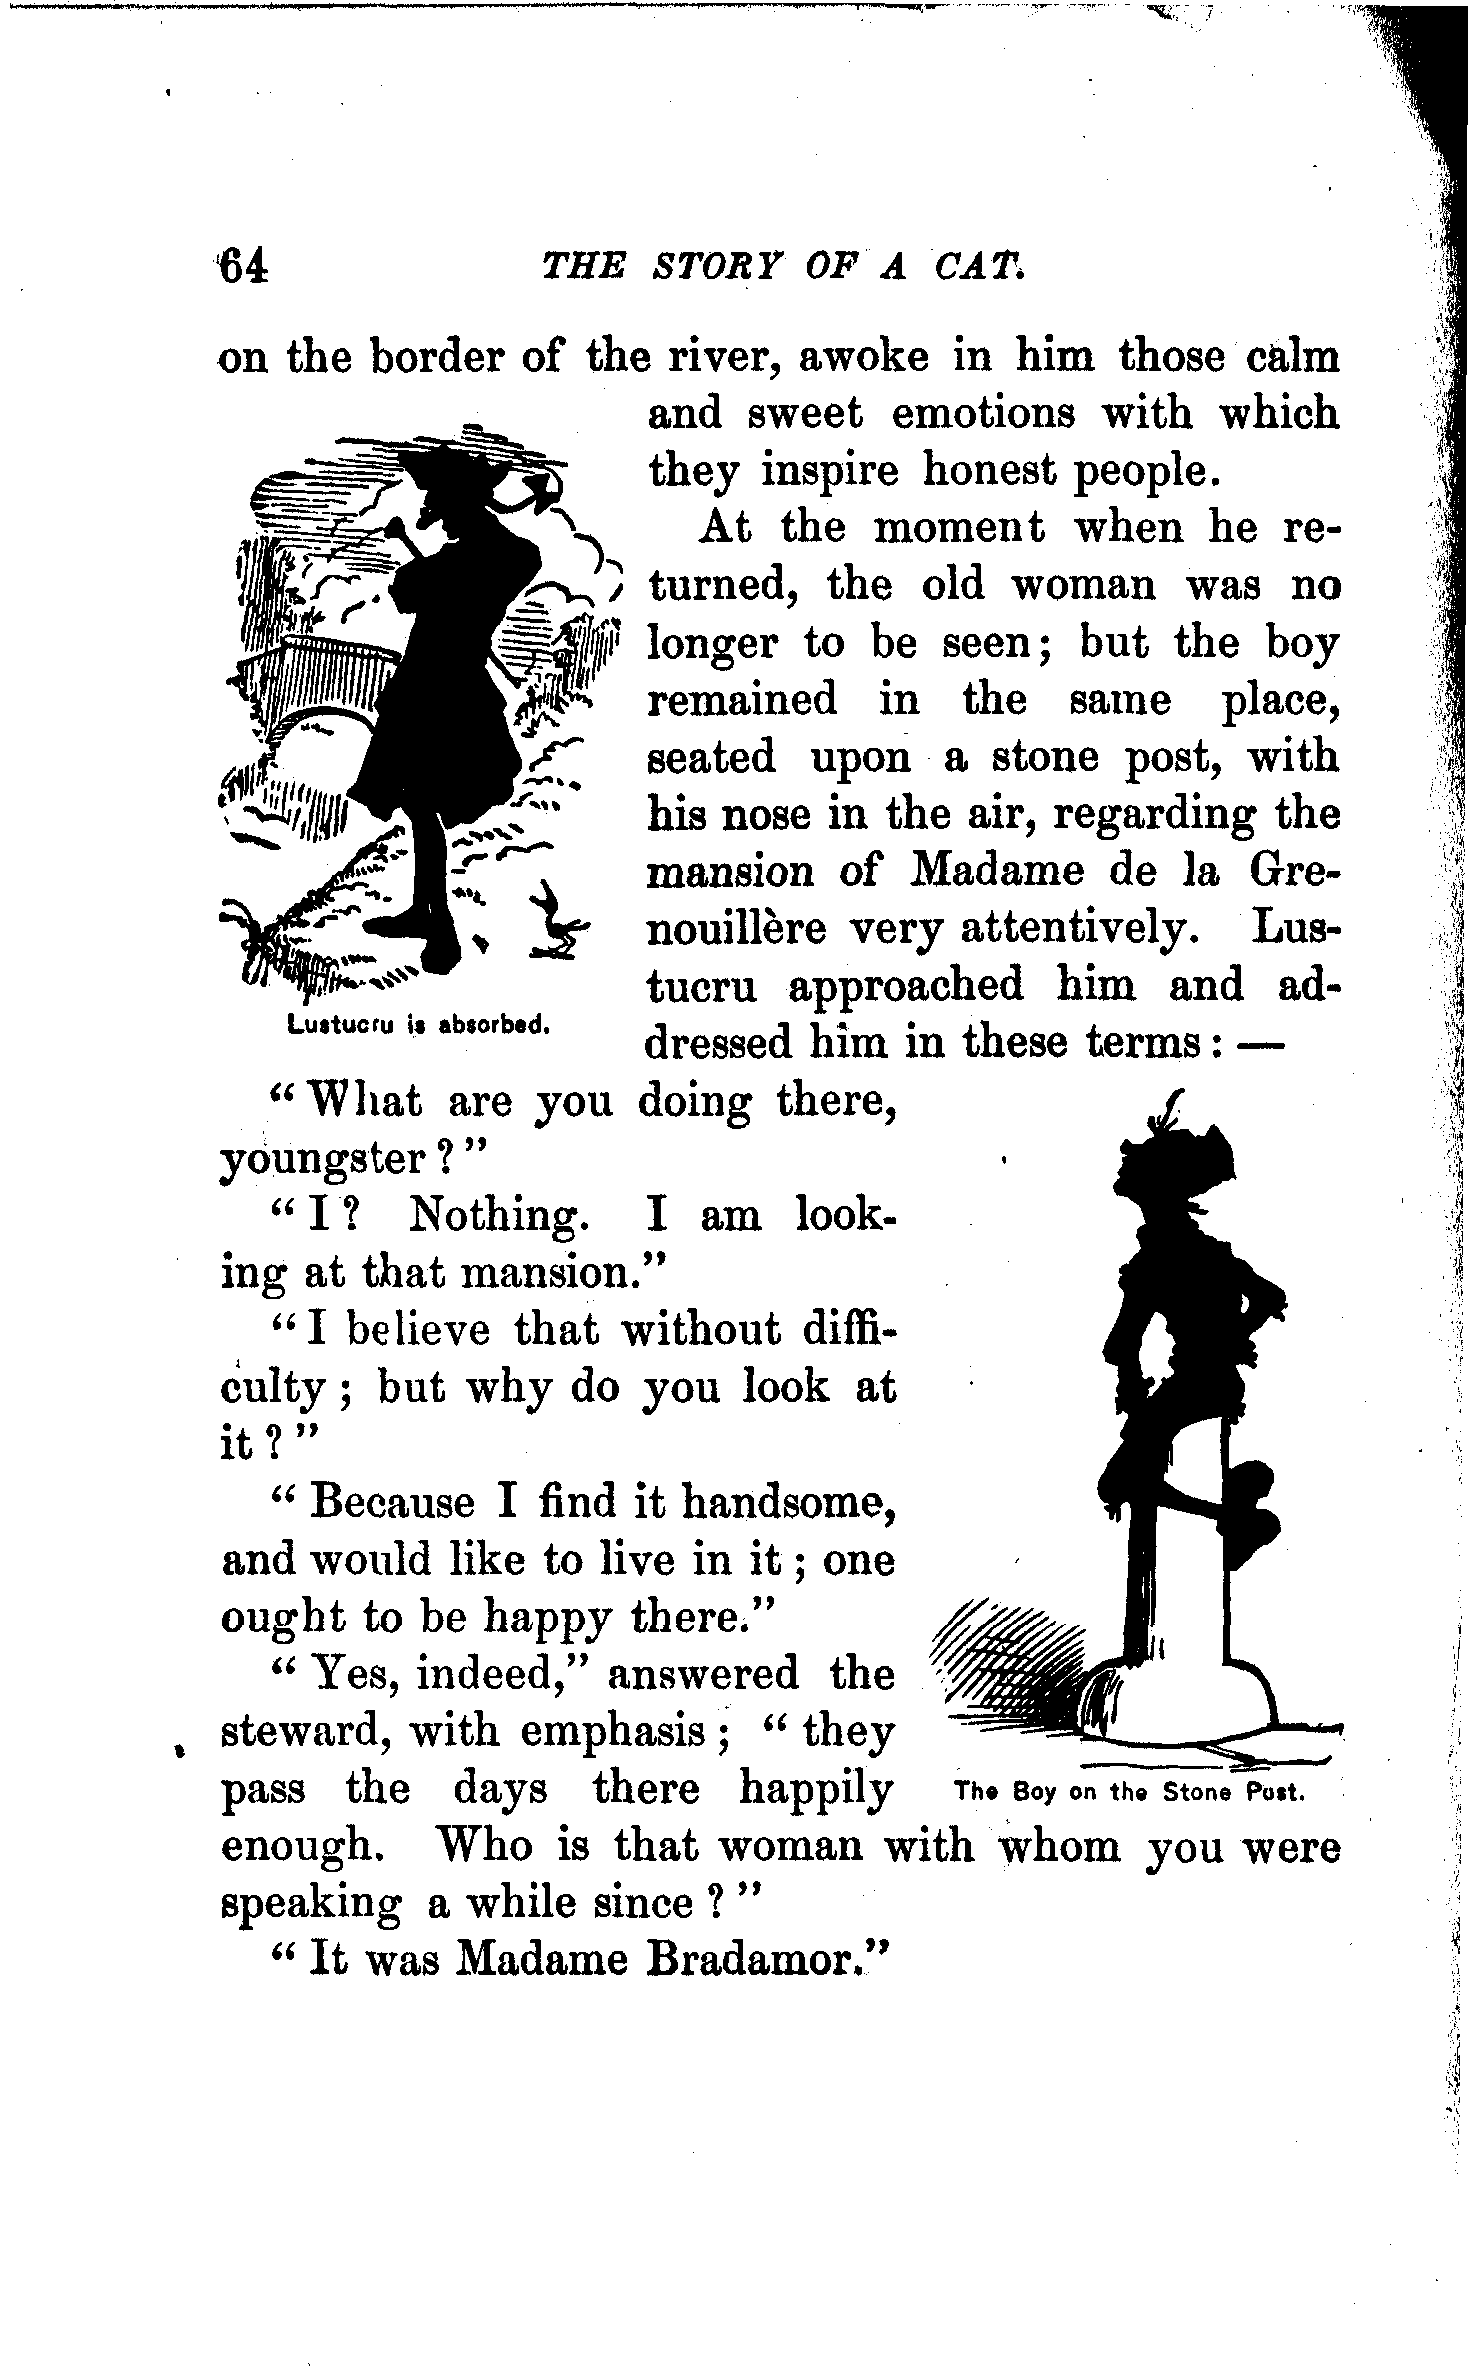 64 THE STORY OF A CAT.
on the border of the river, awoke in him those calm
and sweet emotions with which
they inspire honest people.
At the moment when he re-
turned, the old woman was no
longer to be seen; but the boy
remained in the same place,
seated upon a stone post, with
his nose in the air, regarding the
mansion of Madame de la Gre-
nouillère very attentively. Lus-
tucru approached him and ad-
dressed him in these terms: —
Lustucru is absorbed.
"What are you doing there,
youngster?"
"I? Nothing. I am look-
ing at that mansion."
"I believe that without diffi-
culty; but why do you look at
it?"
"Because I find it handsome,
and would like to live in it; one
ought to be happy there."
"Yes, indeed," answered the
steward, with emphasis; "they
pass the days there happily
The Boy on the Stone Post.
enough. Who is that woman with whom you were
speaking a while since?"
"It was Madame Bradamor."